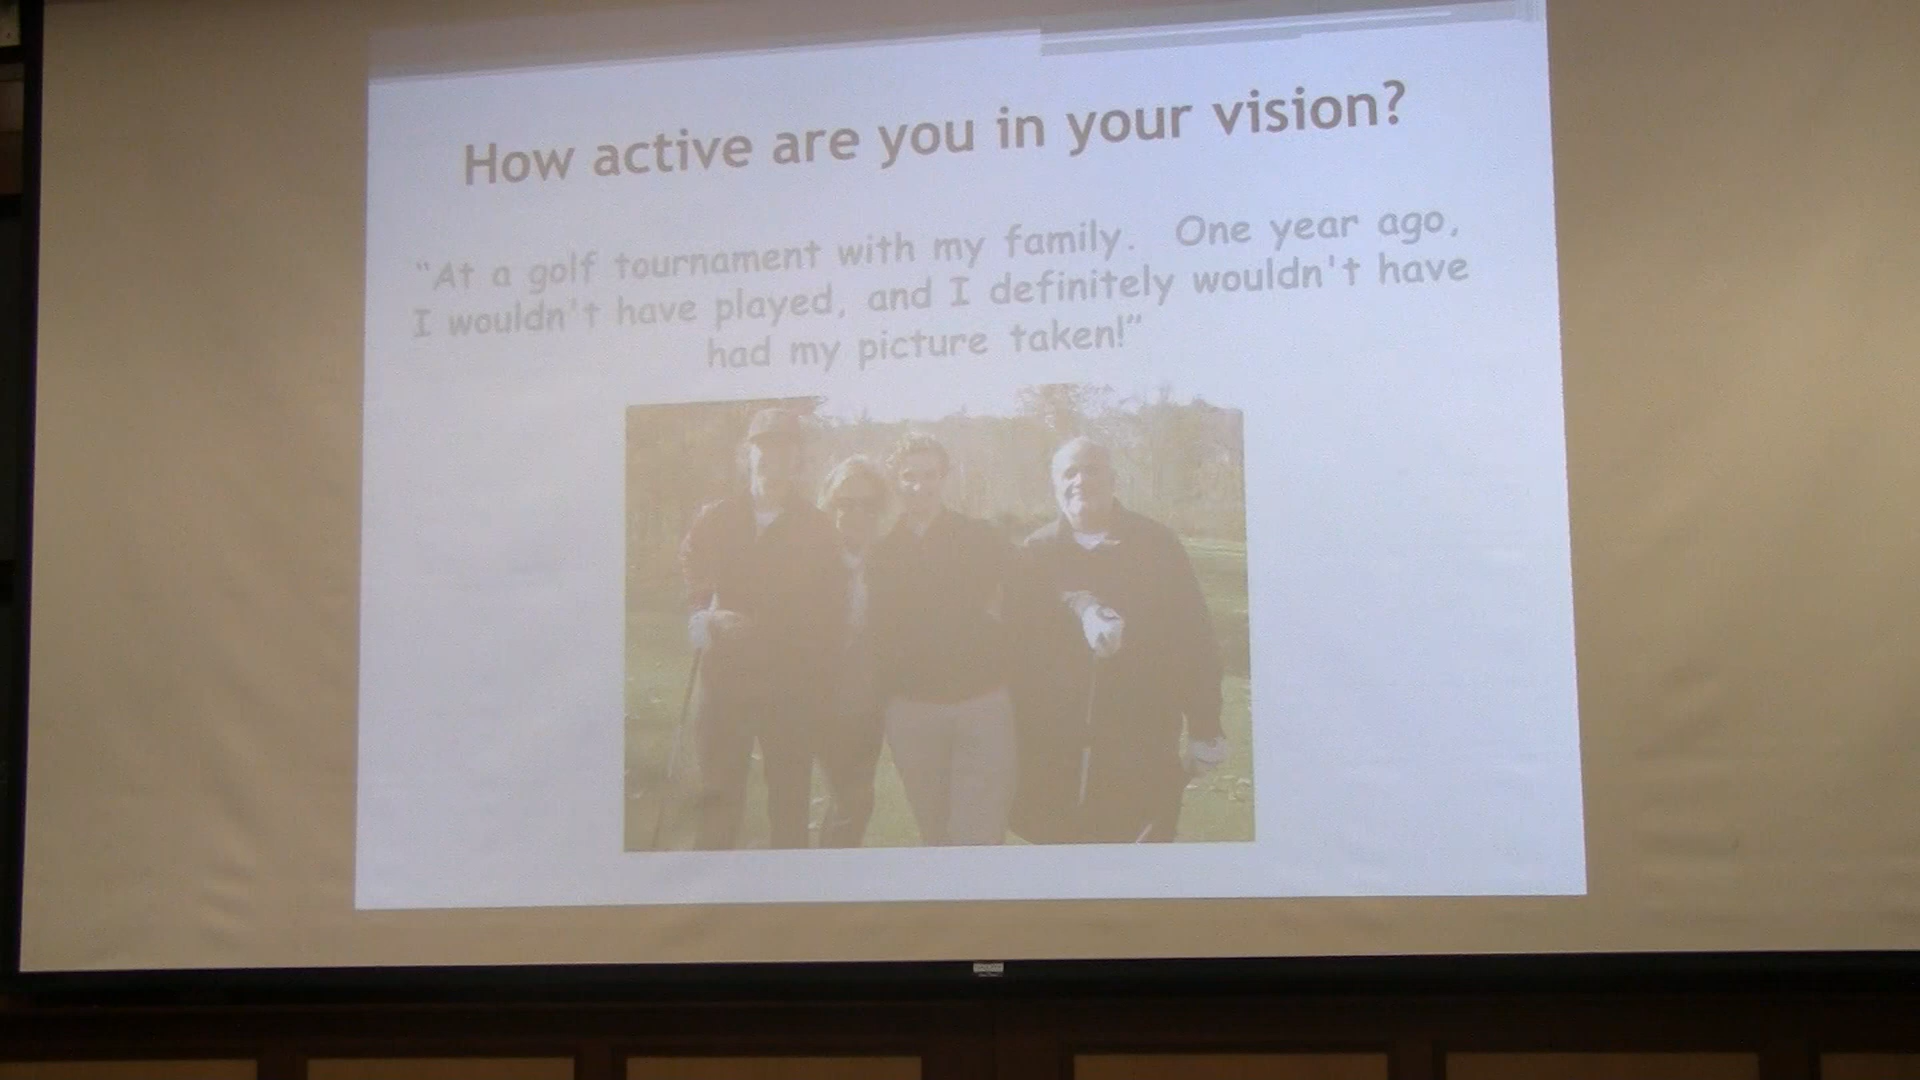 How active are you in your vision?
“At a golf tournament with my family. One year ago,
I wouldn't have played, and I definitely wouldn't have
had my picture taken!”